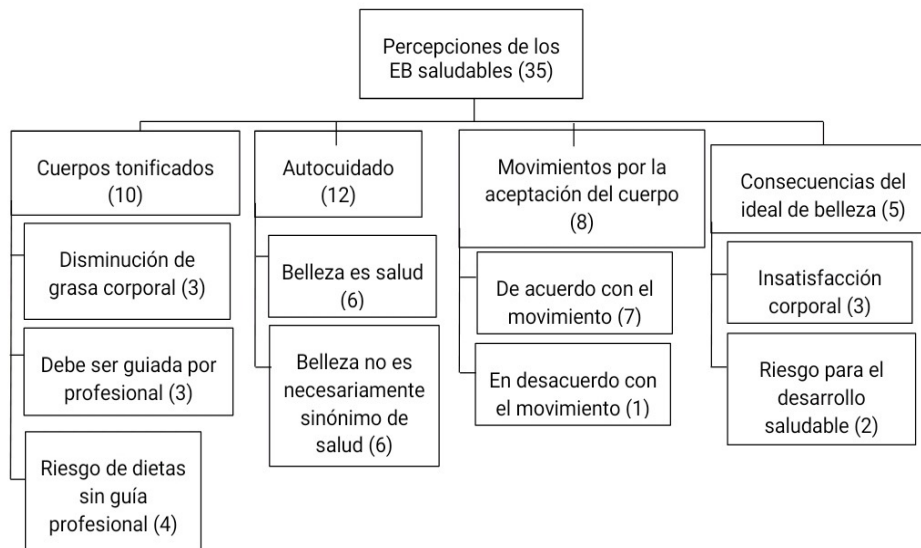 Percepciones de los
EB saludables (35)
Cuerpos tonificados
(10)
Disminución de
grasa corporal (3)
Debe ser guiada por
profesional (3)
Riesgo de dietas
sin guía
profesional (4)
Autocuidado
(12)
Belleza es salud
(6)
Belleza no es
necesariamente
sinónimo de
salud (6)
Movimientos por la
aceptación del cuerpo
(8)
De acuerdo con el
movimiento (7)
En desacuerdo con
el movimiento (1)
Consecuencias del
ideal de belleza (5)
Insatisfacción
corporal (3)
Riesgo para el
desarrollo
saludable (2)